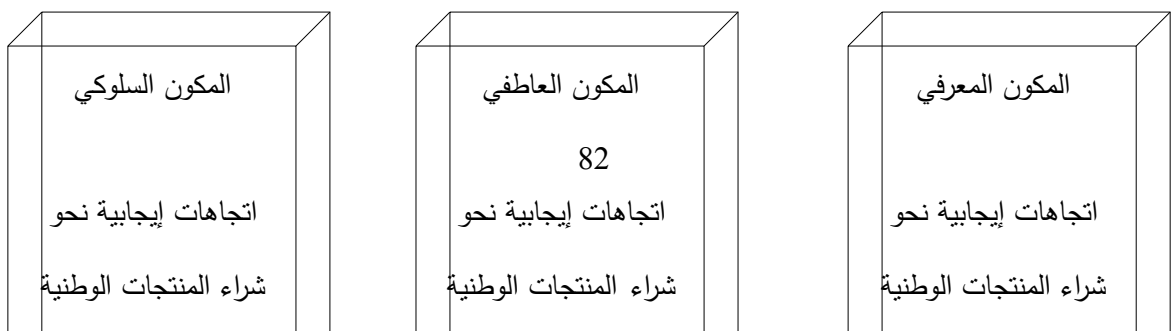 المكون المعرفي
اتجاهات إيجابية نحو
شراء المنتجات الوطنية
المكون العاطفي
82
اتجاهات إيجابية نحو
شراء المنتجات الوطنية
المكون السلوكي
اتجاهات إيجابية نحو
شراء المنتجات الوطنية